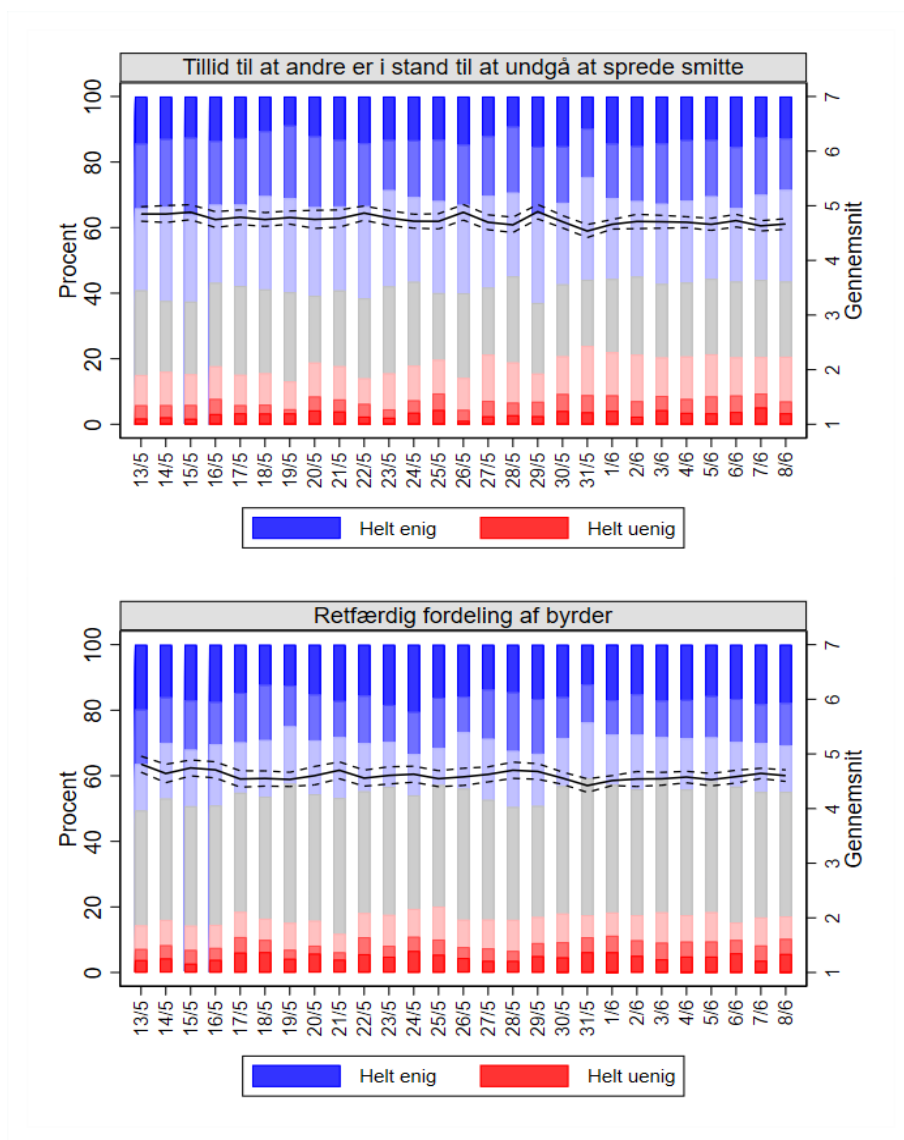 Tillid til at andre er i stand til at undgå at sprede smitte
100
80
60
40
20
0
Procent
7
6
5
4
3
2
1
Gennemsnit
13/5 14/5 15/5 16/5 17/5 18/5 19/5 20/5 21/5 22/5 23/5 24/5 25/5 26/5 27/5 28/5 29/5 30/5 31/5 1/6 2/6 3/6 4/6 5/6 6/6 7/6 8/6
Helt enig Helt uenig
Retfærdig fordeling af byrder
100
80
60
40
20
0
Procent
7
6
5
4
3
2
1
Gennemsnit
13/5 14/5 15/5 16/5 17/5 18/5 19/5 20/5 21/5 22/5 23/5 24/5 25/5 26/5 27/5 28/5 29/5 30/5 31/5 1/6 2/6 3/6 4/6 5/6 6/6 7/6 8/6
Helt enig Helt uenig